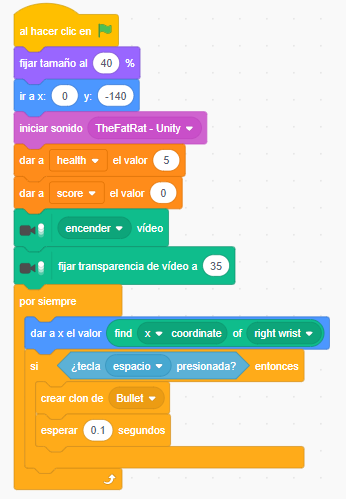 al hacer clic en
fijar tamaño al 40 %
ir a x: 0 y: -140
iniciar sonido TheFatRat - Unity
dar a health el valor 5
dar a score el valor 0
encender vídeo
fijar transparencia de vídeo a 35
por siempre
dar a x el valor find x coordinate of right wrist
si ¿tecla espacio presionada? entonces
crear clon de Bullet
esperar 0.1 segundos